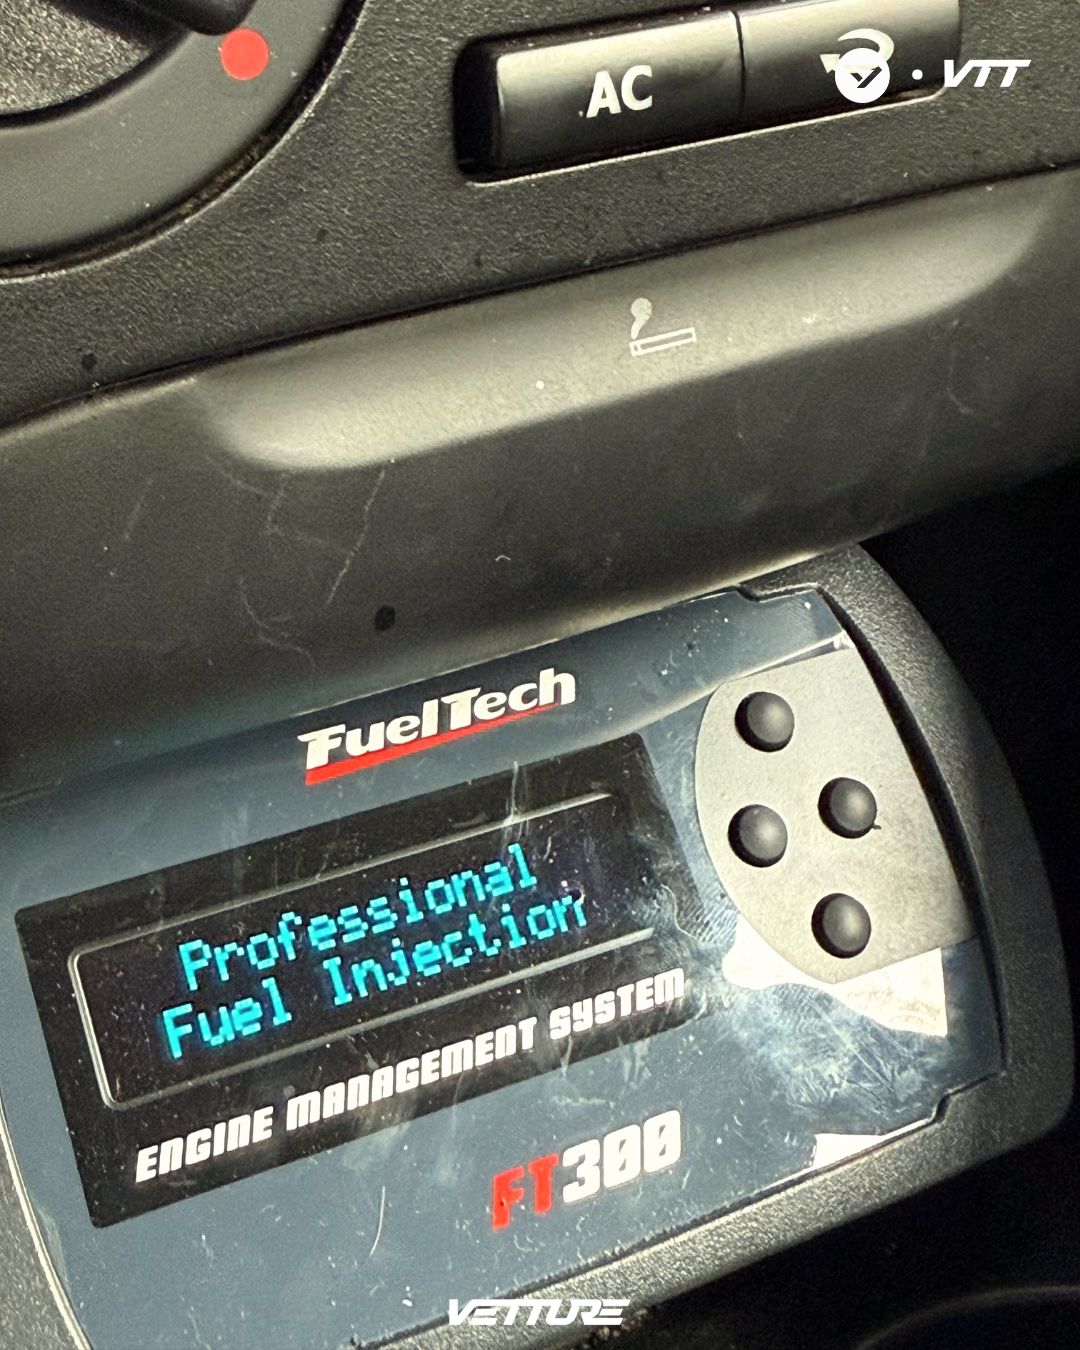 AC
VTT
FuelTech
Professional
Fuel Injection
ENGINE MANAGEMENT SYSTEM
FT300
VETTURE